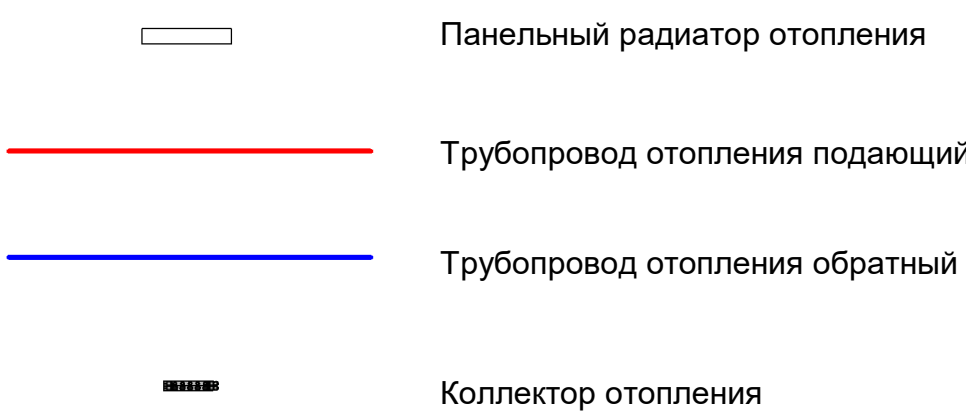 Панельный радиатор отопления
Трубопровод отопления подающий
Трубопровод отопления обратный
Коллектор отопления